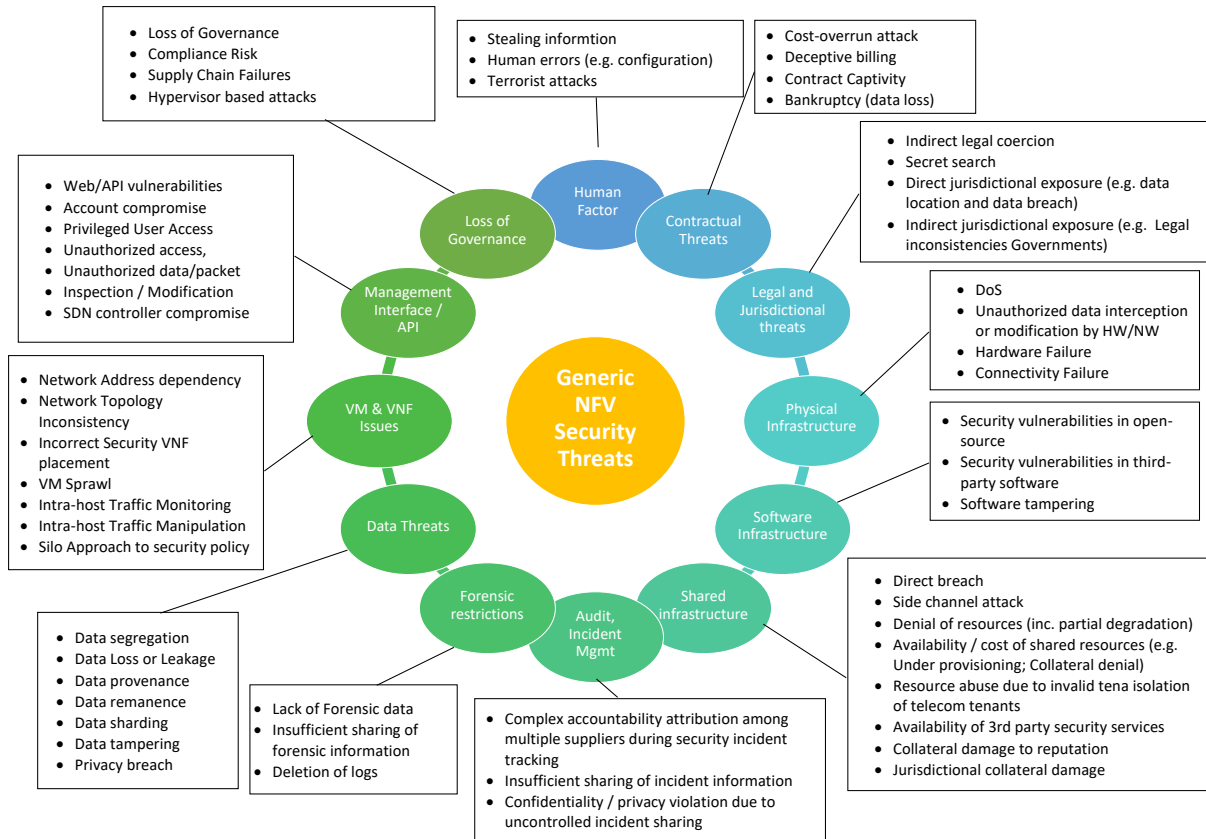 • Loss of Governance
• Compliance Risk
• Supply Chain Failures
• Hypervisor based attacks
• Stealing informtion
• Human errors (e.g. configuration)
• Terrorist attacks
• Cost-overrun attack
• Deceptive billing
• Contract Captivity
• Bankruptcy (data loss)
• Indirect legal coercion
• Secret search
• Direct jurisdictional exposure (e.g. data
location and data breach)
• Indirect jurisdictional exposure (e.g. Legal
inconsistencies Governments)
• Web/API vulnerabilities
• Account compromise
• Privileged User Access
• Unauthorized access,
• Unauthorized data/packet
• Inspection / Modification
• SDN controller compromise
• DoS
• Unauthorized data interception
or modification by HW/NW
• Hardware Failure
• Connectivity Failure
• Network Address dependency
• Network Topology
Inconsistency
• Incorrect Security VNF
placement
• VM Sprawl
• Intra-host Traffic Monitoring
• Intra-host Traffic Manipulation
• Silo Approach to security policy
• Security vulnerabilities in open-
source
• Security vulnerabilities in third-
party software
• Software tampering
Human
Factor
Contractual
Threats
Legal and
Jurisdictional
threats
Physical
Infrastructure
Software
Infrastructure
Shared
infrastructure
Audit,
Incident
Mgmt
Forensic
restrictions
Data Threats
VM & VNF
Issues
Management
Interface /
API
Loss of
Governance
Generic
NFV
Security
Threats
• Data segregation
• Data Loss or Leakage
• Data provenance
• Data remanence
• Data sharding
• Data tampering
• Privacy breach
• Lack of Forensic data
• Insufficient sharing of
forensic information
• Deletion of logs
• Complex accountability attribution among
multiple suppliers during security incident
tracking
• Insufficient sharing of incident information
• Confidentiality / privacy violation due to
uncontrolled incident sharing
• Direct breach
• Side channel attack
• Denial of resources (inc. partial degradation)
• Availability / cost of shared resources (e.g.
Under provisioning; Collateral denial)
• Resource abuse due to invalid tena isolation
of telecom tenants
• Availability of 3rd party security services
• Collateral damage to reputation
• Jurisdictional collateral damage